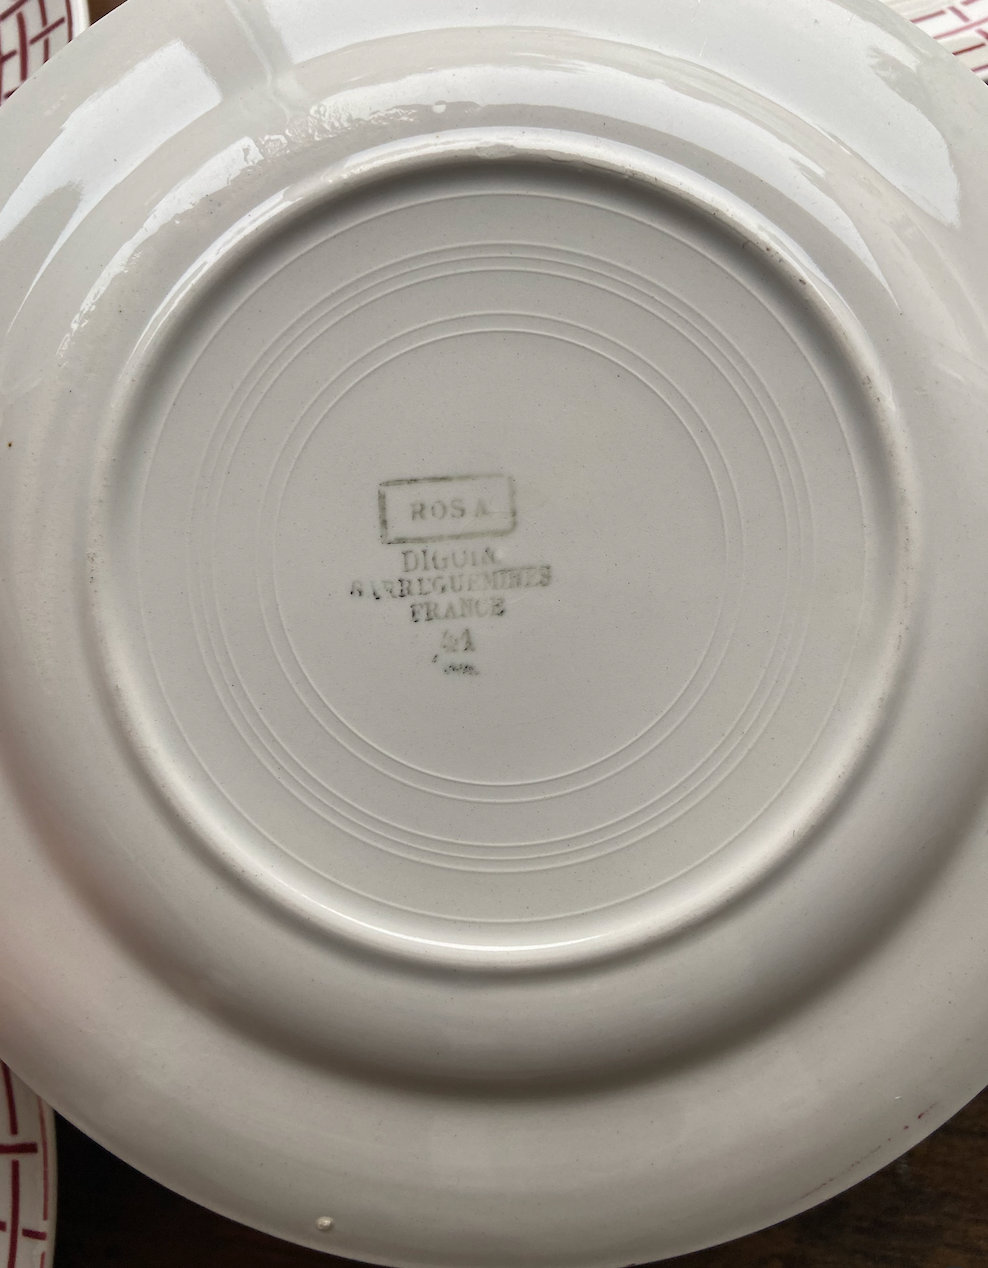 ROSA
DIGOIN
SARREGUEMINES
FRANCE
41